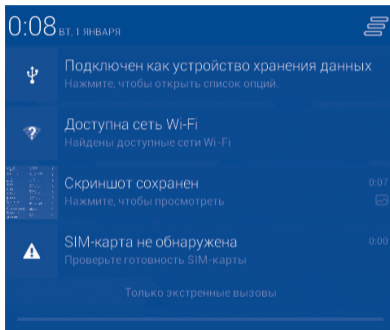 0:08 ВТ, 1 ЯНВАРЯ
Подключен как устройство хранения данных
Нажмите, чтобы открыть список опций.
Доступна сеть Wi-Fi
Найдены доступные сети Wi-Fi
Скриншот сохранен 0:07
Нажмите, чтобы просмотреть
SIM-карта не обнаружена 0:00
Проверьте готовность SIM-карты
Только экстренные вызовы